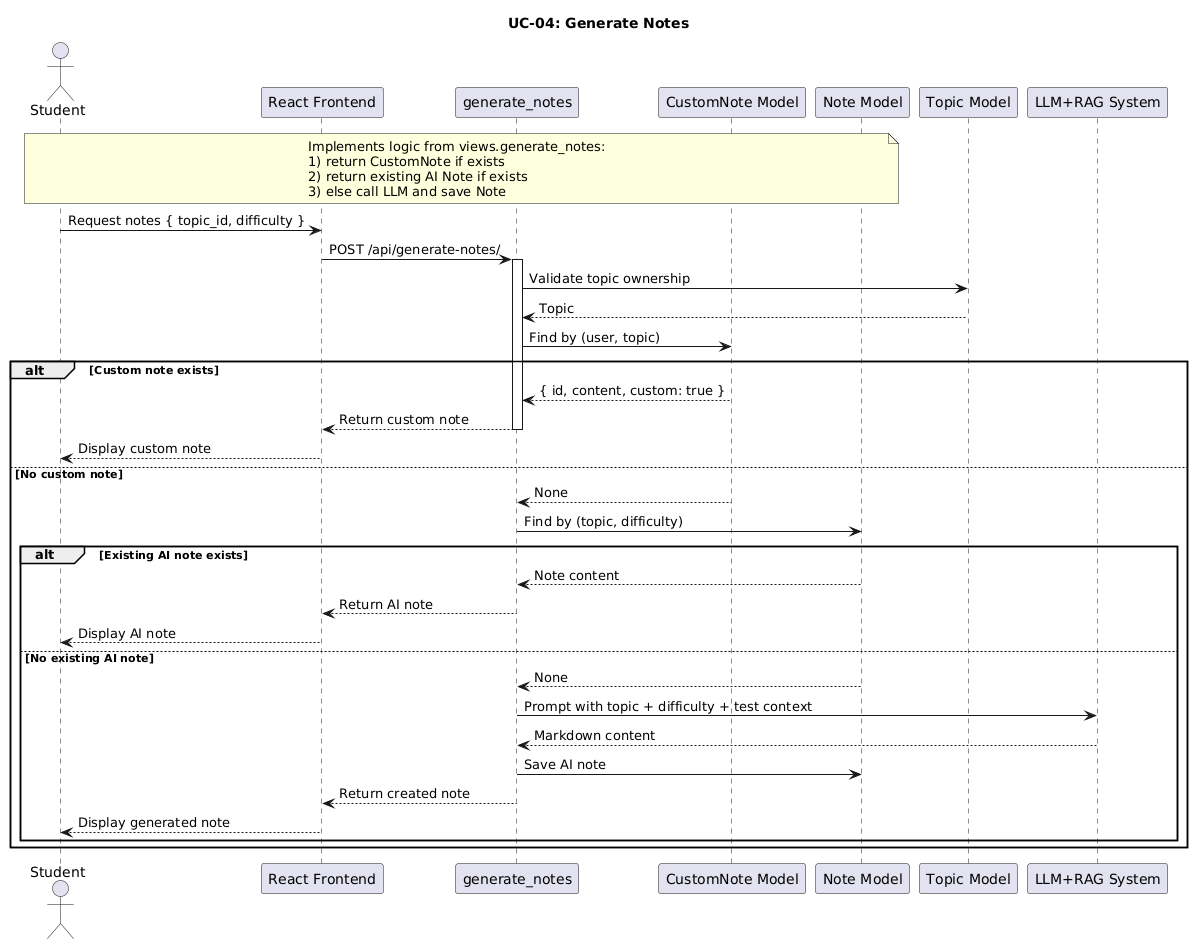 UC-04: Generate Notes
Student
React Frontend
generate_notes
CustomNote Model
Note Model
Topic Model
LLM+RAG System
Implements logic from views.generate_notes:
1) return CustomNote if exists
2) return existing AI Note if exists
3) else call LLM and save Note
Request notes { topic_id, difficulty }
POST /api/generate-notes/
Validate topic ownership
Topic
Find by (user, topic)
alt [Custom note exists]
{ id, content, custom: true }
Return custom note
Display custom note
[No custom note]
None
Find by (topic, difficulty)
alt [Existing AI note exists]
Note content
Return AI note
Display AI note
[No existing AI note]
None
Prompt with topic + difficulty + test context
Markdown content
Save AI note
Return created note
Display generated note
Student
React Frontend
generate_notes
CustomNote Model
Note Model
Topic Model
LLM+RAG System